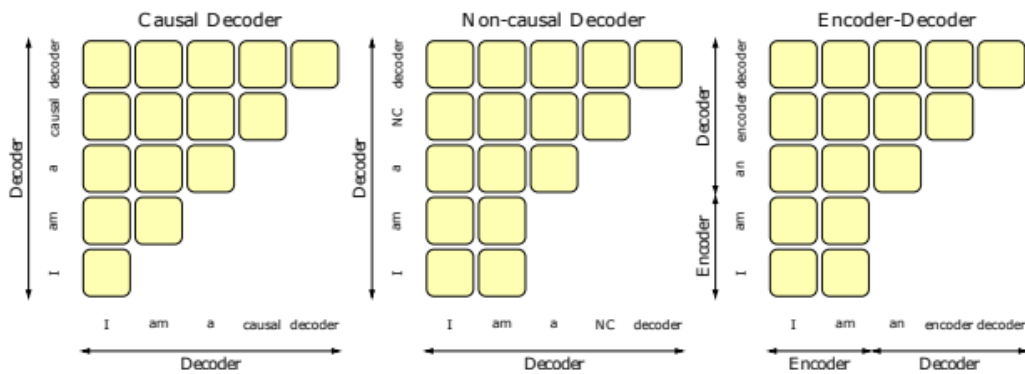 Causal Decoder
Decoder
decoder
causal
a
am
I
I am a causal decoder
Decoder
Non-causal Decoder
Decoder
decoder
NC
a
am
I
I am a NC decoder
Decoder
Encoder-Decoder
Decoder
Encoder
decoder
encoder
an
am
I
I am an encoder decoder
Encoder Decoder